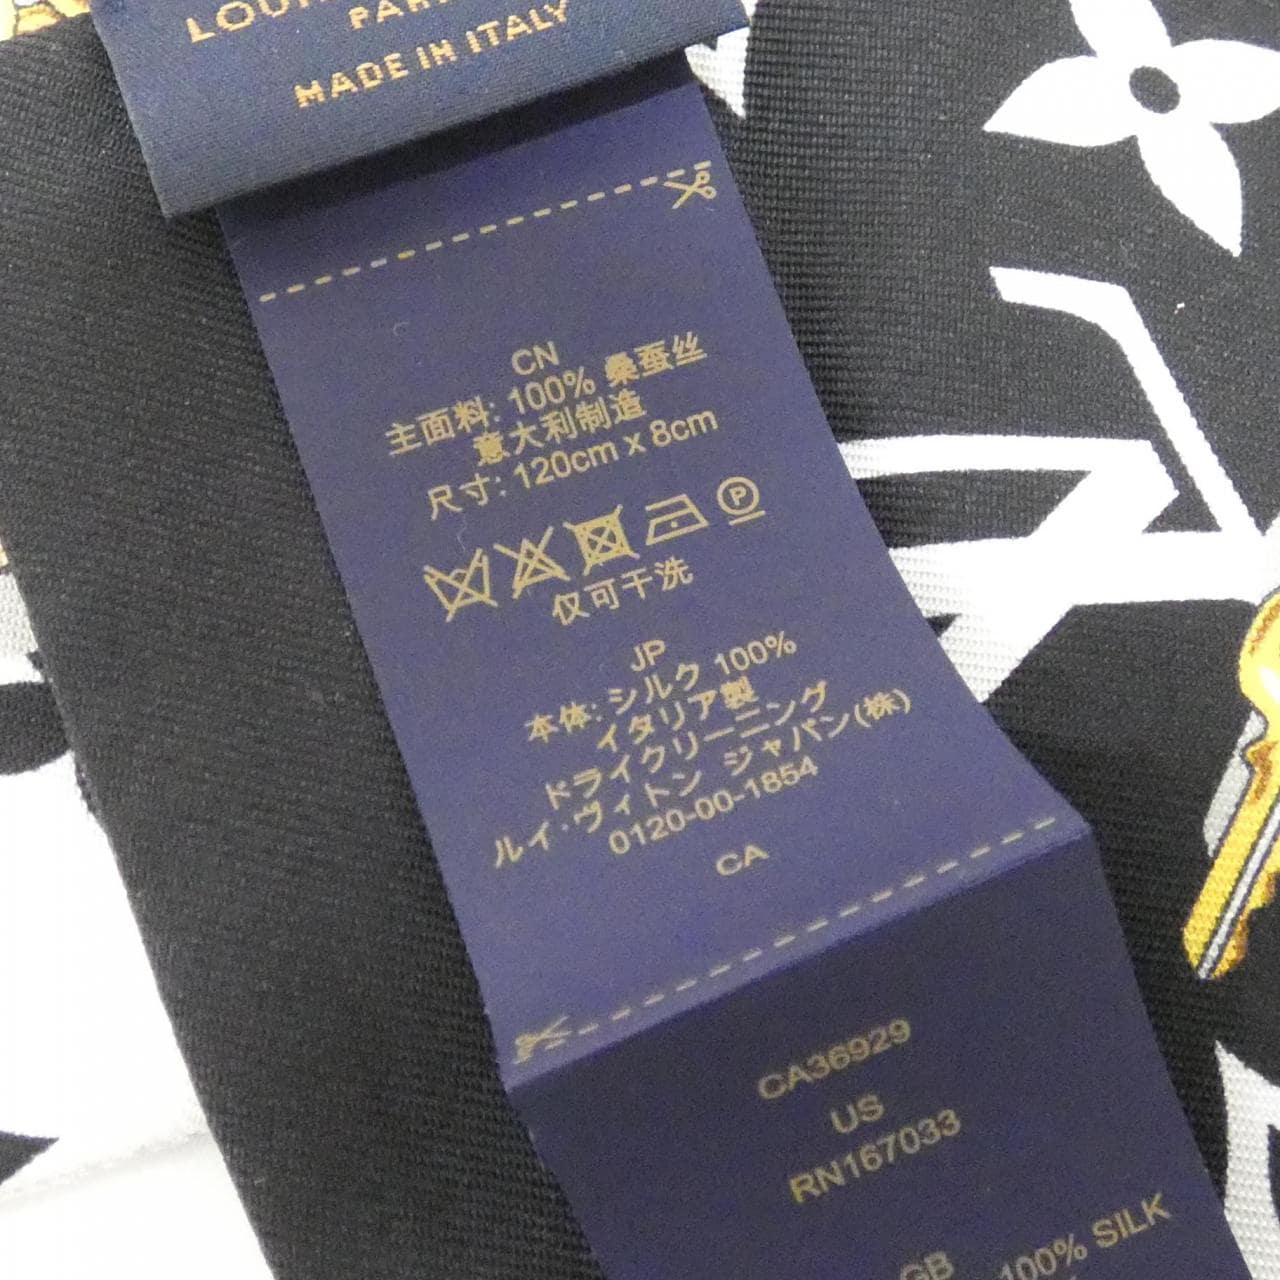 MADE IN ITALY
CN
主面料: 100% 桑蚕丝
意大利制造
尺寸: 120cm x 8cm
P
仅可干洗
JP
本体: シルク 100%
イタリア製
ドライクリーニング
ルイ・ヴィトン ジャパン(株)
0120-00-1854
CA
CA36929
US
RN167033
GB
100% SILK